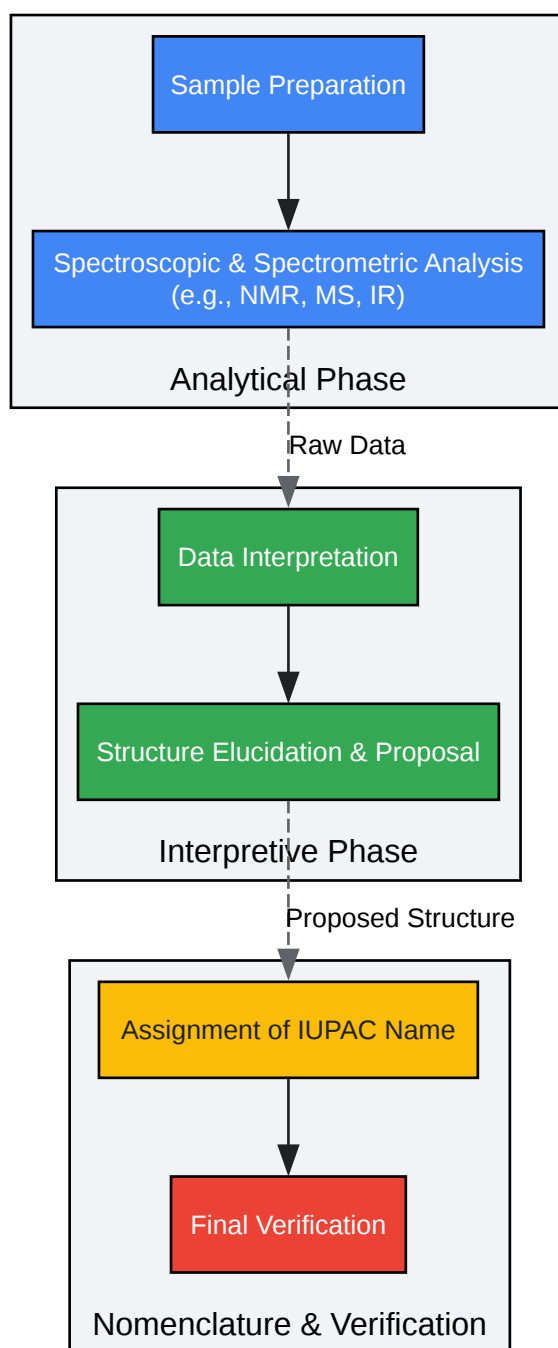 Sample Preparation
Spectroscopic & Spectrometric Analysis
(e.g., NMR, MS, IR)
Analytical Phase
Raw Data
Data Interpretation
Structure Elucidation & Proposal
Interpretive Phase
Proposed Structure
Assignment of IUPAC Name
Final Verification
Nomenclature & Verification